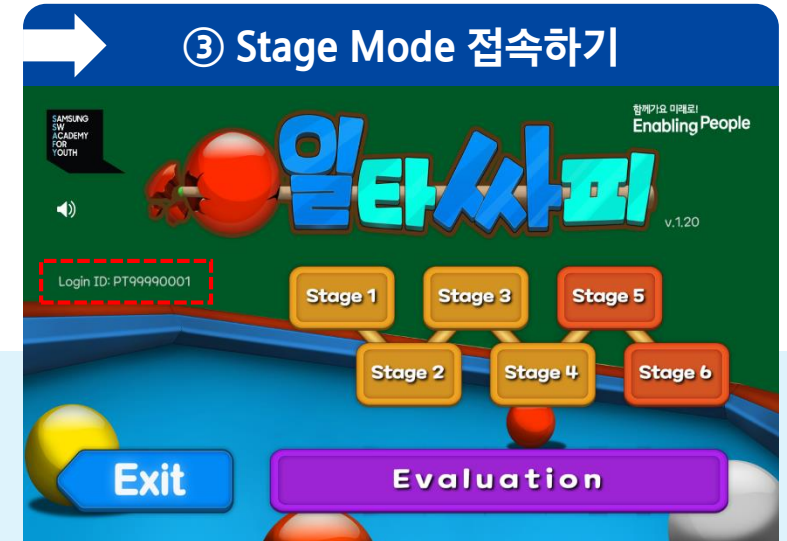 ③ Stage Mode 접속하기
SAMSUNG
SW
ACADEMY
FOR
YOUTH
함께가요 미래로!
Enabling People
일타싸피
v.1.20
Login ID: PT99990001
Stage 1
Stage 3
Stage 5
Stage 2
Stage 4
Stage 6
Exit
Evaluation